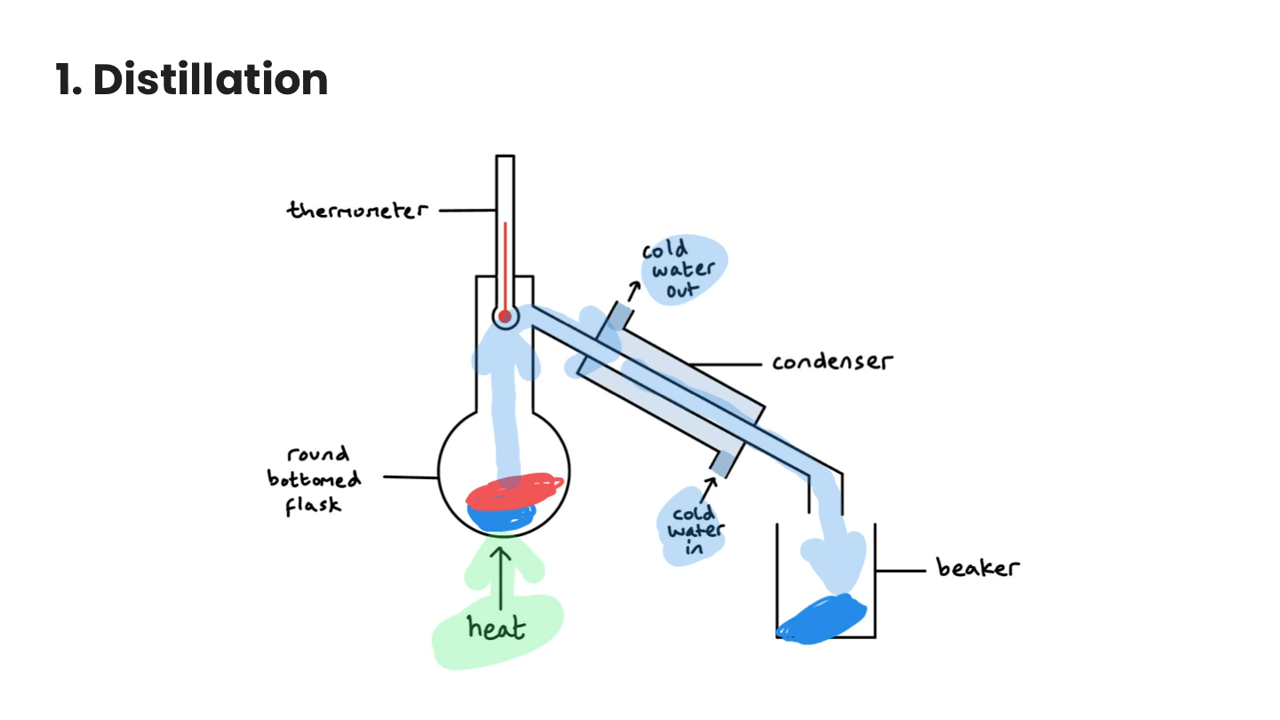 1. Distillation
thermometer
cold
water
out
condenser
round
bottomed
flask
cold
water
in
beaker
heat